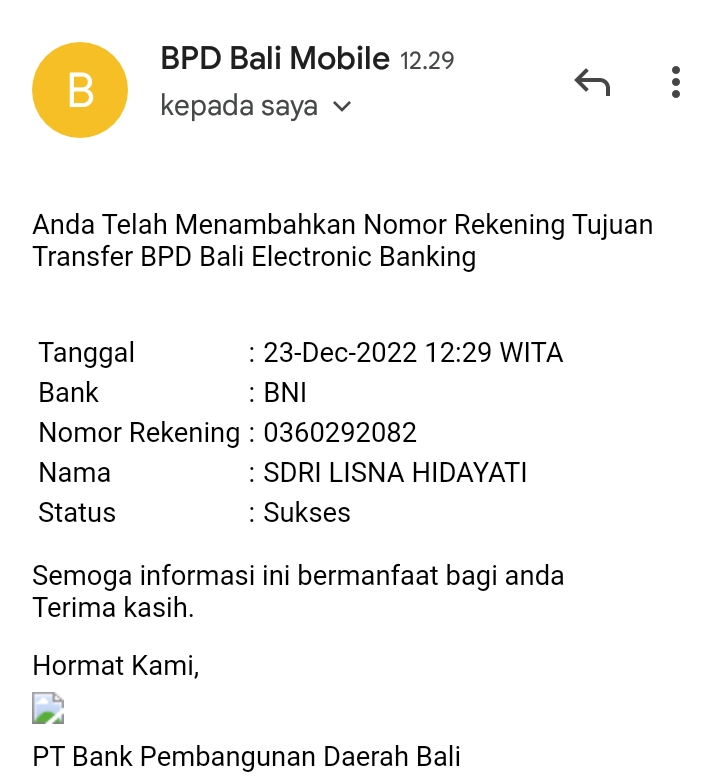 B
BPD Bali Mobile 12.29
kepada saya
Anda Telah Menambahkan Nomor Rekening Tujuan
Transfer BPD Bali Electronic Banking
Tanggal : 23-Dec-2022 12:29 WITA
Bank : BNI
Nomor Rekening : 0360292082
Nama : SDRI LISNA HIDAYATI
Status : Sukses
Semoga informasi ini bermanfaat bagi anda
Terima kasih.
Hormat Kami,
PT Bank Pembangunan Daerah Bali